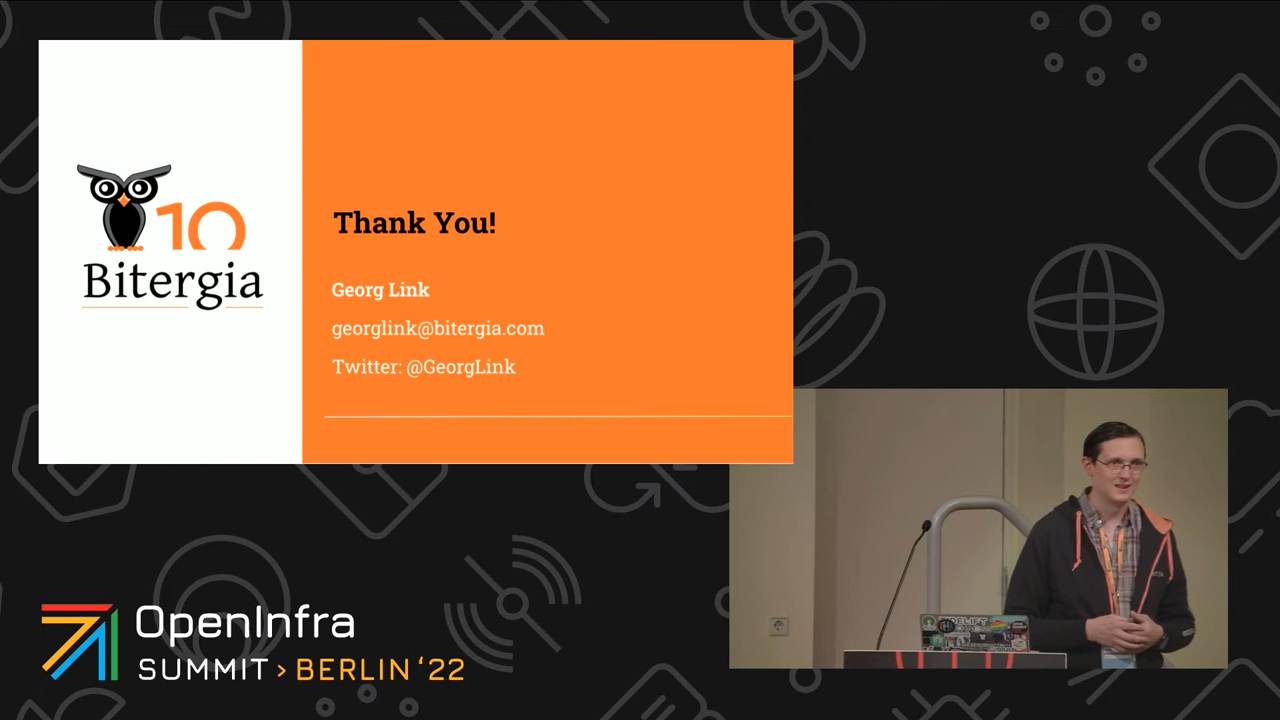 10
Bitergia
Thank You!
Georg Link
georglink@bitergia.com
Twitter: @GeorgLink
OpenInfra
SUMMIT > BERLIN ‘22